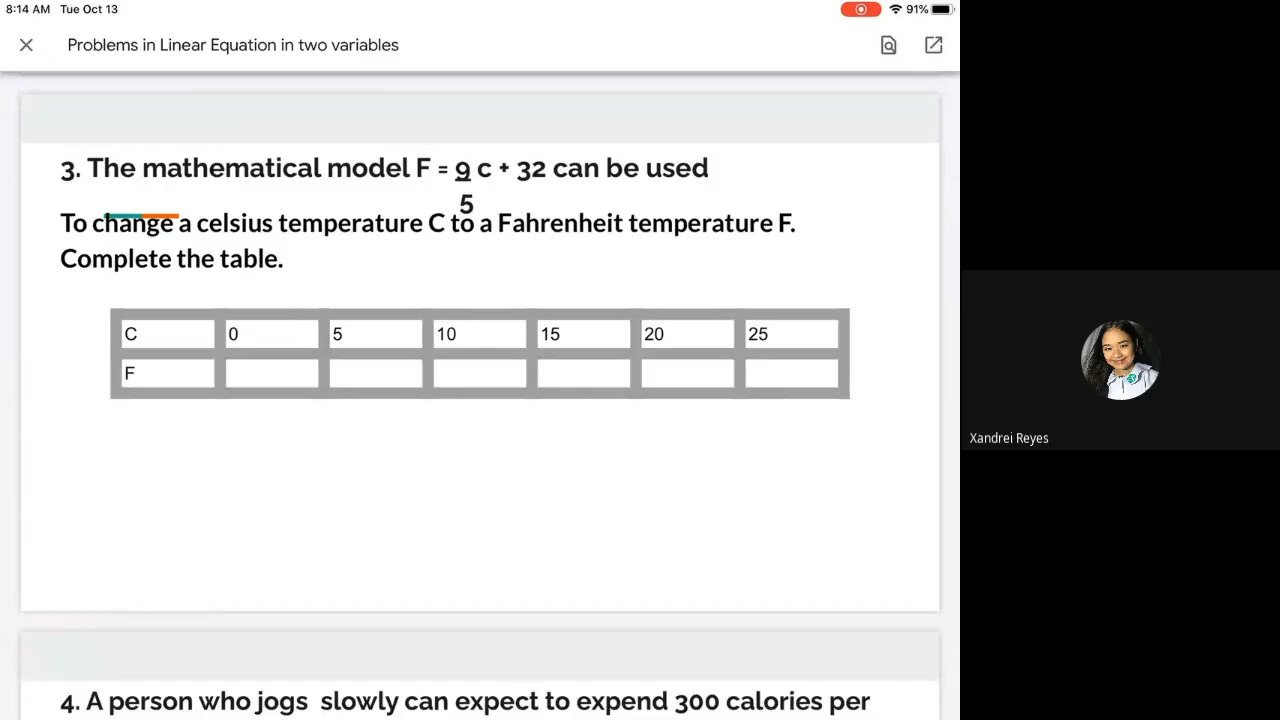 8:14 AM Tue Oct 13
91%
Problems in Linear Equation in two variables
3. The mathematical model F = 9 c + 32 can be used
5
To change a celsius temperature C to a Fahrenheit temperature F.
Complete the table.
C 0 5 10 15 20 25
F
Xandrei Reyes
4. A person who jogs slowly can expect to expend 300 calories per